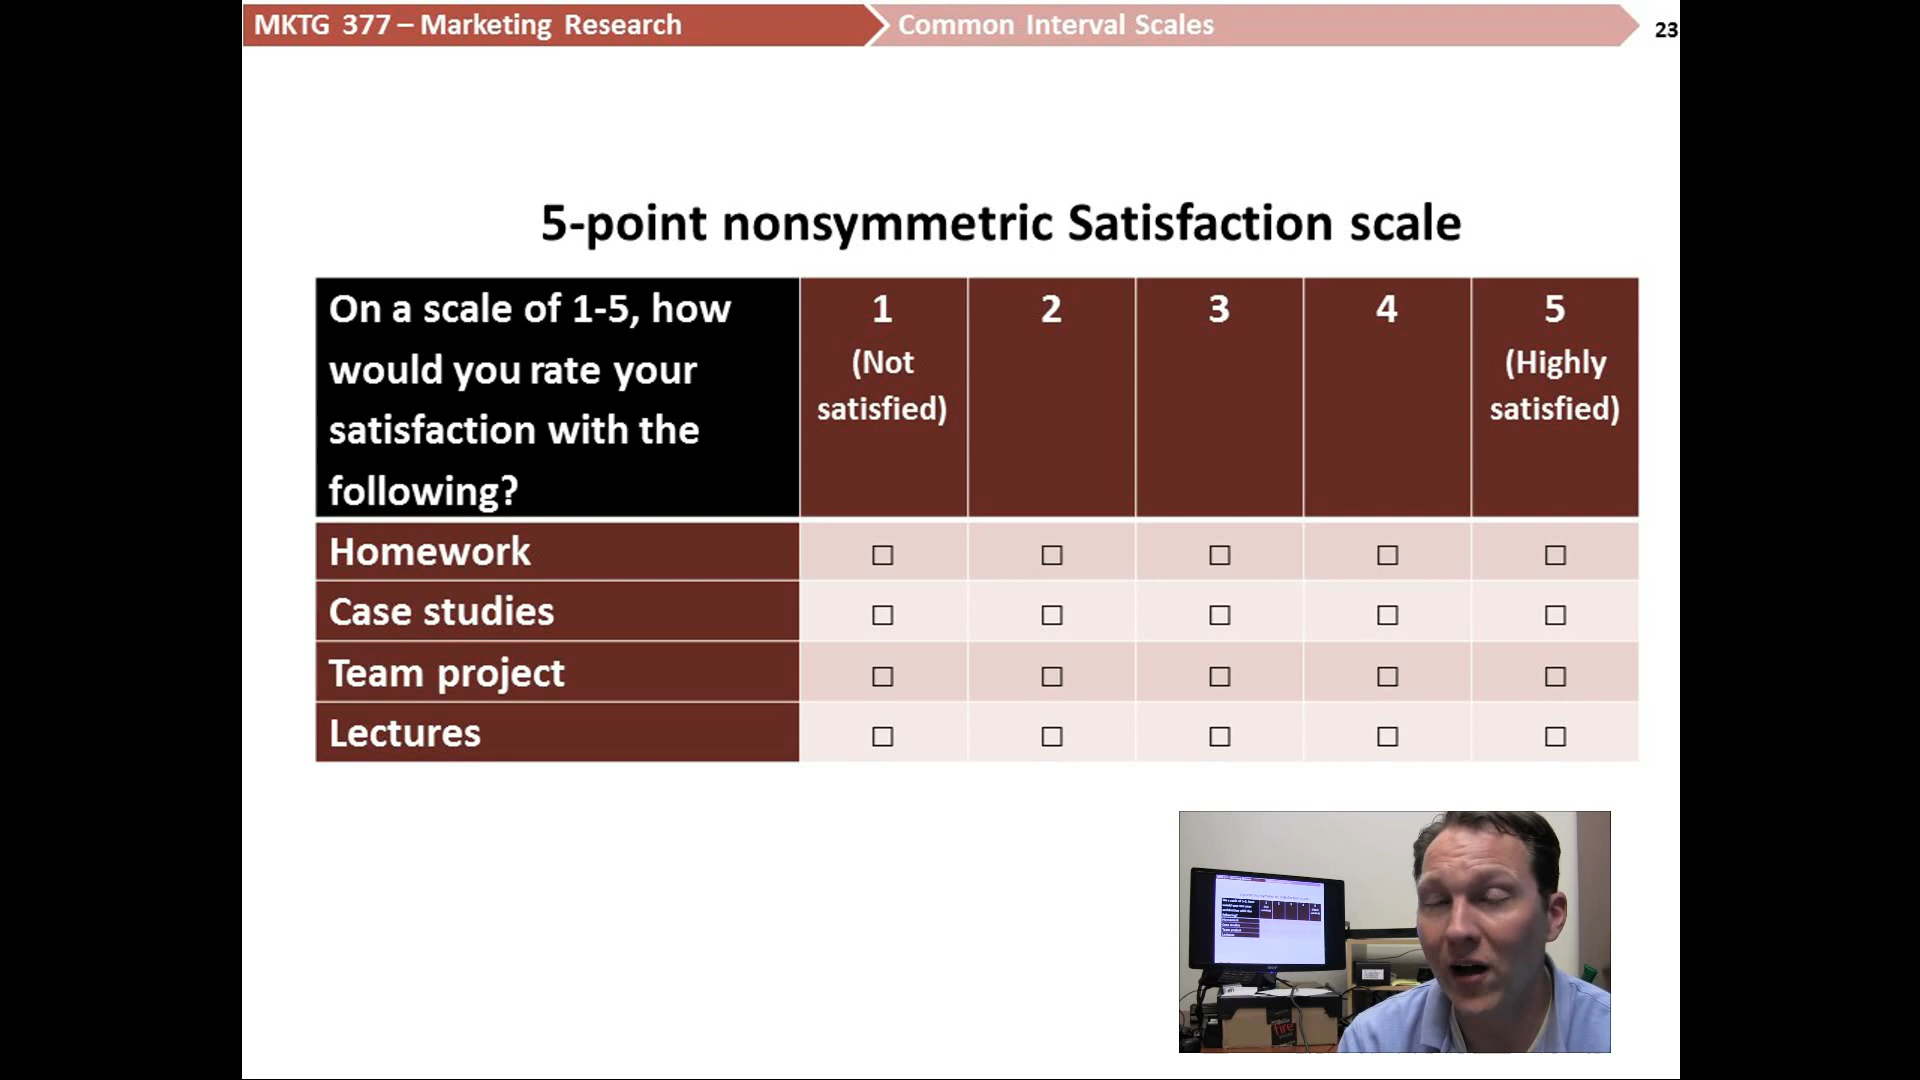 MKTG 377 – Marketing Research
Common Interval Scales
23
5-point nonsymmetric Satisfaction scale
On a scale of 1-5, how
would you rate your
satisfaction with the
following?
1
(Not
satisfied)
2
3
4
5
(Highly
satisfied)
Homework
Case studies
Team project
Lectures
fire